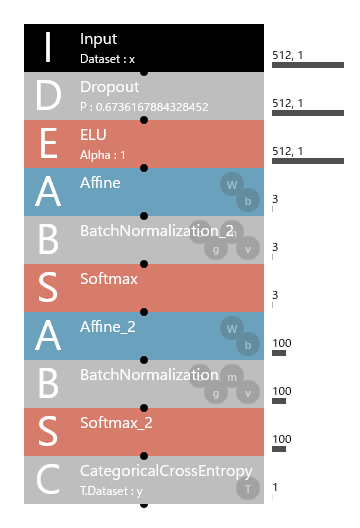 I Input 512, 1
Dataset : x
D Dropout 512, 1
P : 0.6736167884328452
E ELU 512, 1
Alpha : 1
A Affine W b 3
B BatchNormalization_2 m g v 3
S Softmax 3
A Affine_2 W b 100
B BatchNormalization m g v 100
S Softmax_2 100
C CategoricalCrossEntropy 1
T.Dataset : y T